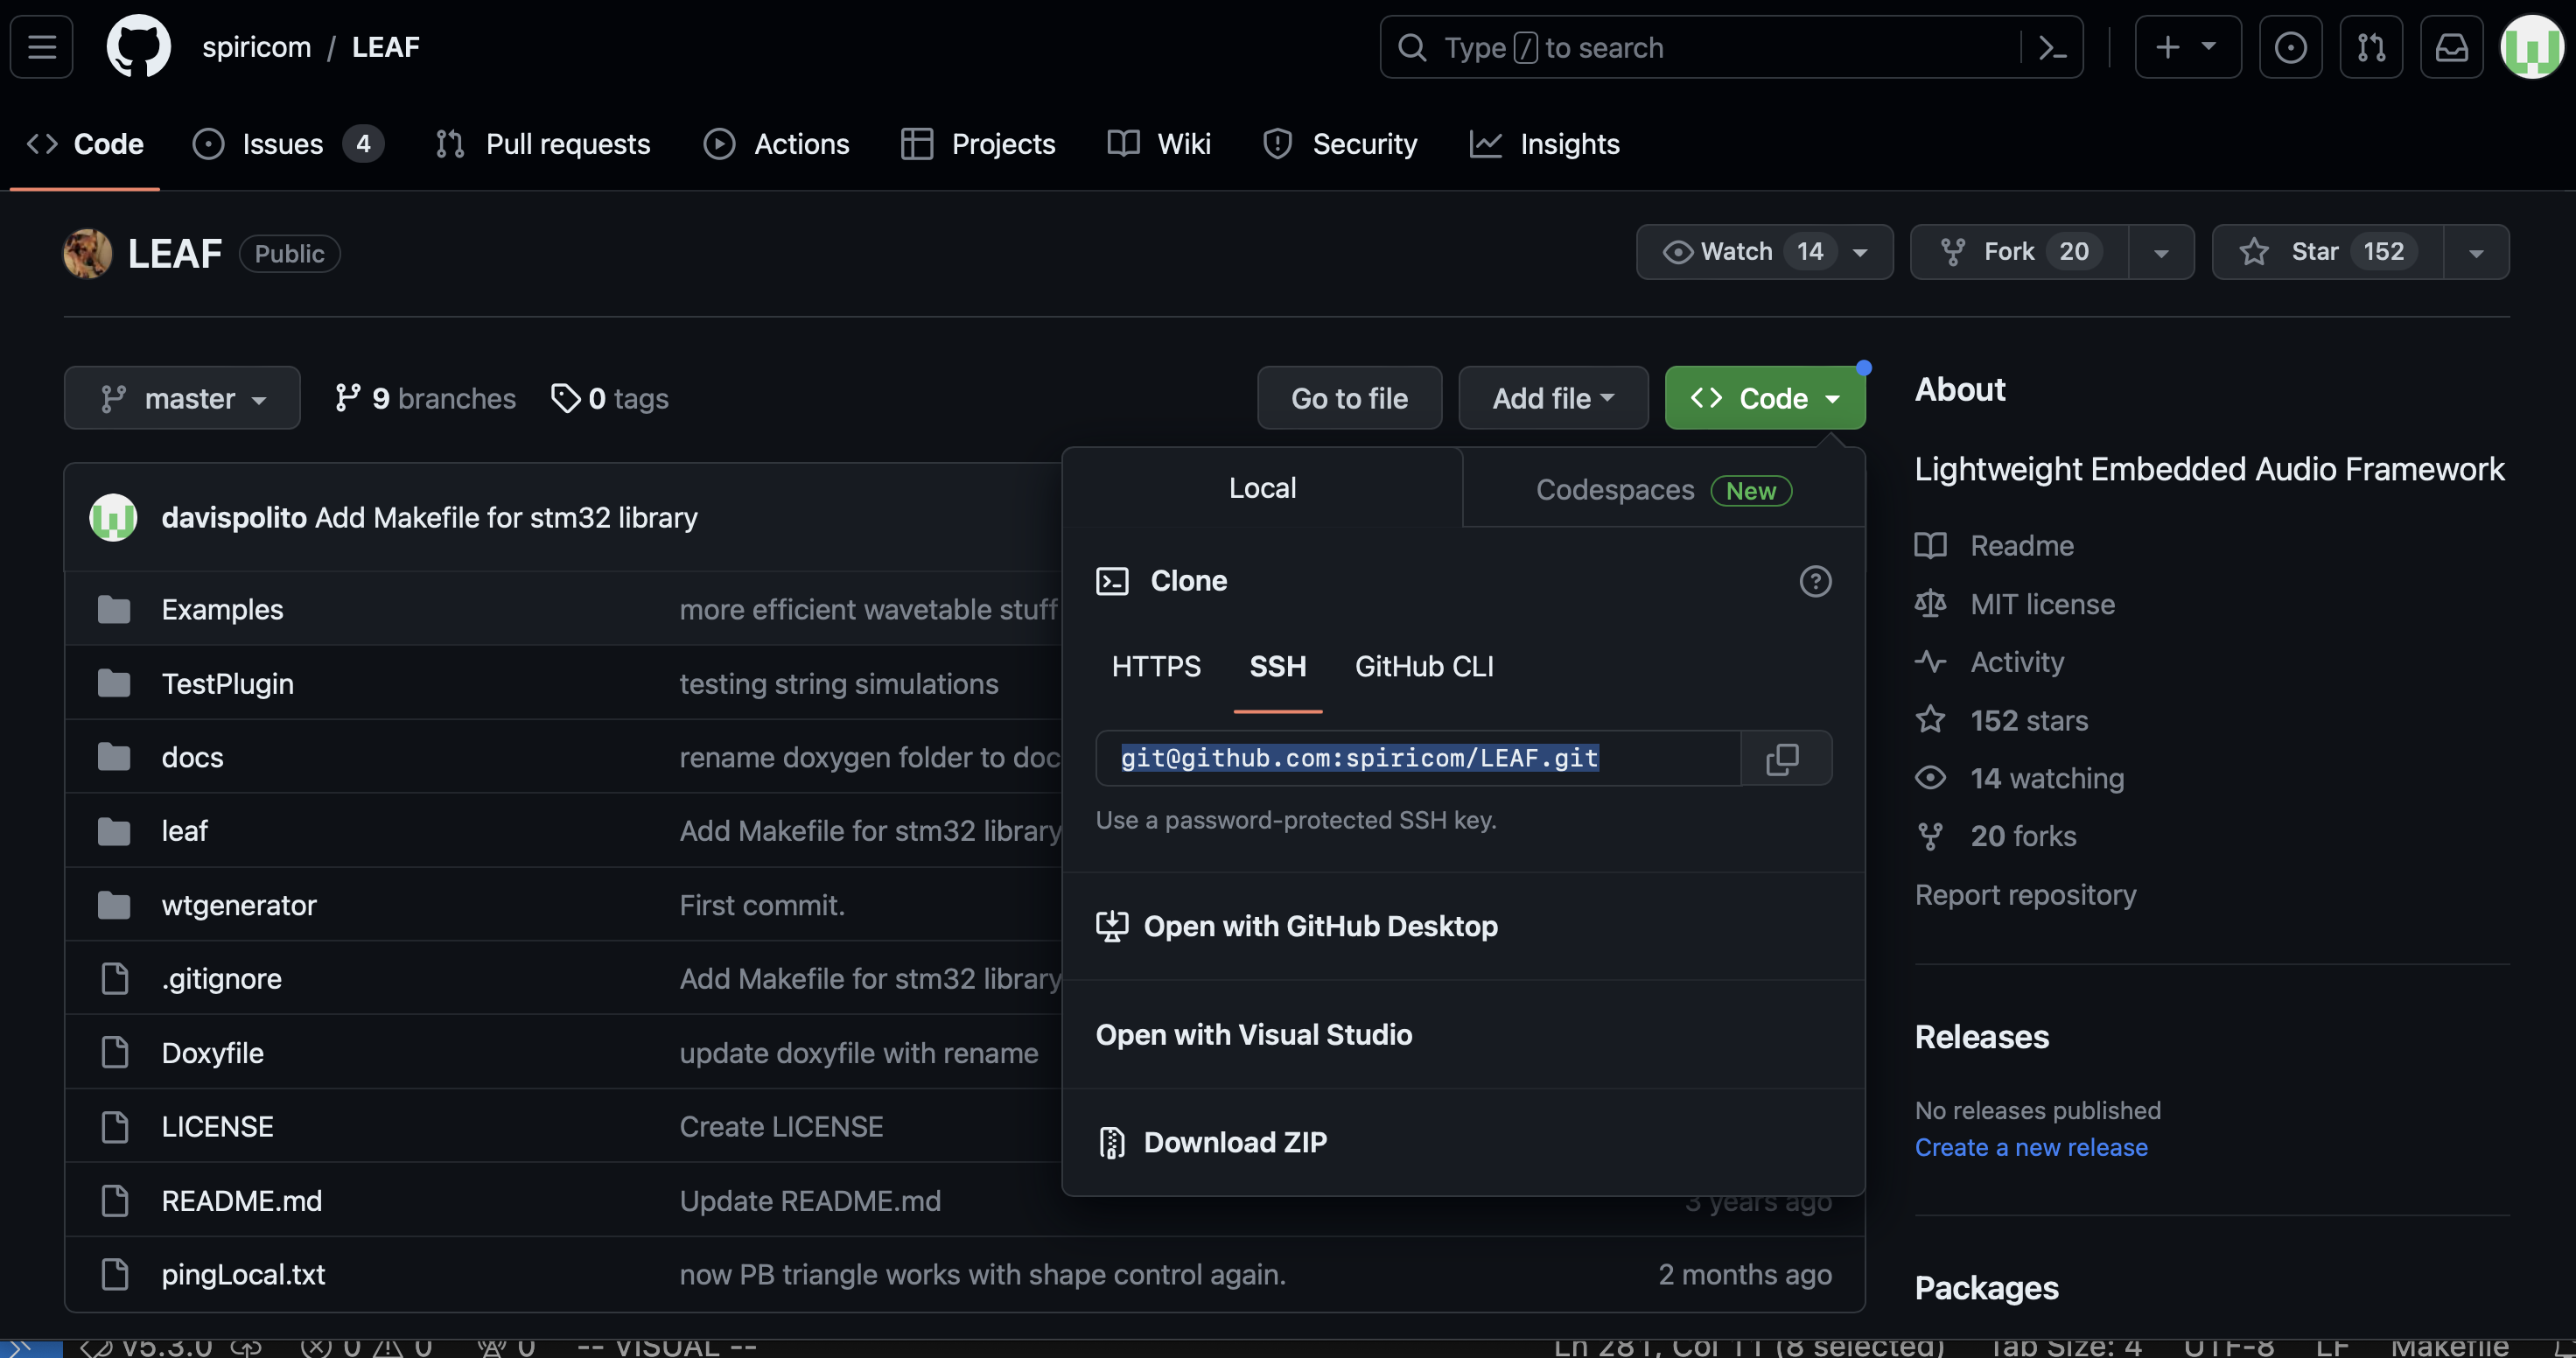 spiricom / LEAF
Type / to search
Code
Issues 4
Pull requests
Actions
Projects
Wiki
Security
Insights
LEAF Public
Watch 14
Fork 20
Star 152
master
9 branches
0 tags
Go to file
Add file
Code
davispolito Add Makefile for stm32 library
Examples more efficient wavetable stuff
TestPlugin testing string simulations
docs rename doxygen folder to doc
leaf Add Makefile for stm32 library
wtgenerator First commit.
.gitignore Add Makefile for stm32 library
Doxyfile update doxyfile with rename
LICENSE Create LICENSE
README.md Update README.md 3 years ago
pingLocal.txt now PB triangle works with shape control again. 2 months ago
Local
Codespaces New
Clone
HTTPS SSH GitHub CLI
git@github.com:spiricom/LEAF.git
Use a password-protected SSH key.
Open with GitHub Desktop
Open with Visual Studio
Download ZIP
About
Lightweight Embedded Audio Framework
Readme
MIT license
Activity
152 stars
14 watching
20 forks
Report repository
Releases
No releases published
Create a new release
Packages
v5.3.0 0 0 0 -- VISUAL -- Ln 281, Col 11 (8 selected) Tab Size: 4 UTF-8 LF Makefile